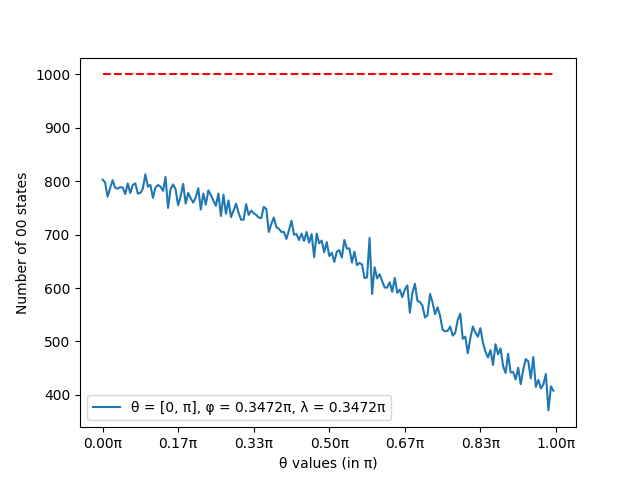 1000
900
800
700
600
500
400
Number of 00 states
θ = [0, π], φ = 0.3472π, λ = 0.3472π
0.00π 0.17π 0.33π 0.50π 0.67π 0.83π 1.00π
θ values (in π)